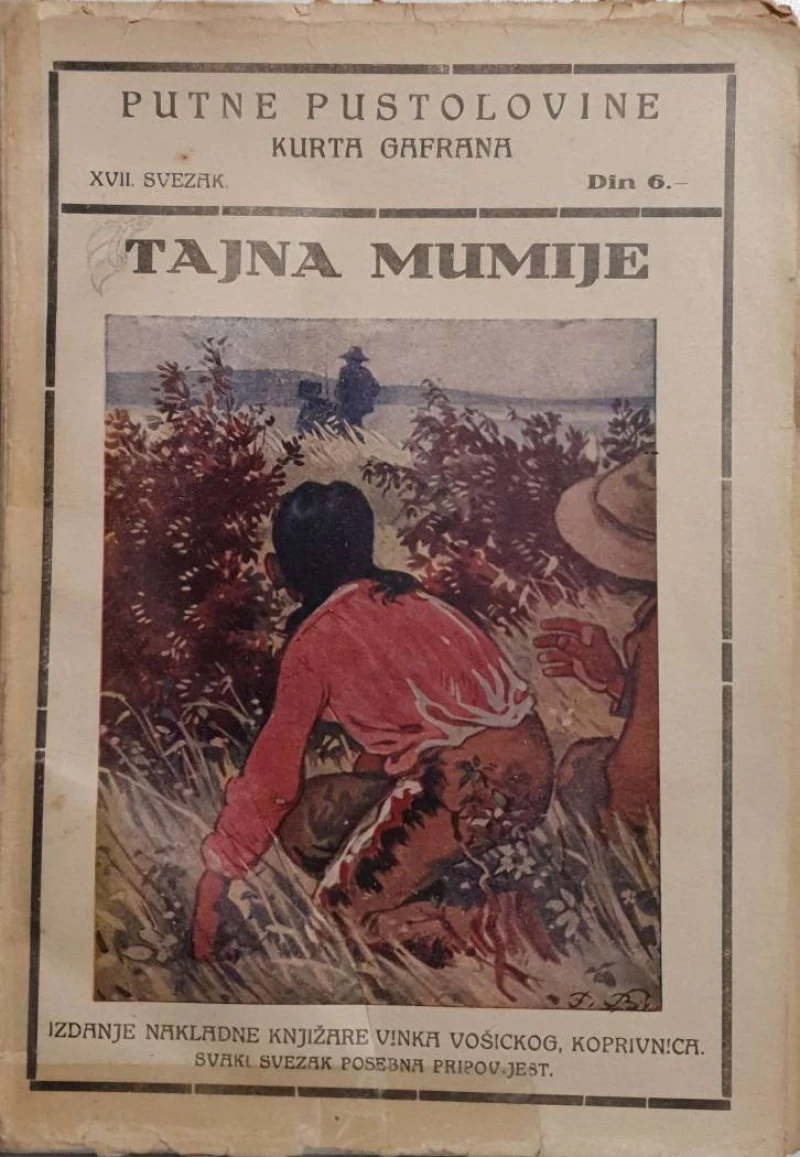 PUTNE PUSTOLOVINE
KURTA GAFRANA
XVII. SVEZAK.
Din 6.–
TAJNA MUMIJE
IZDANJE NAKLADNE KNJIŽARE VINKA VOŠICKOG, KOPRIVNICA.
SVAKI SVEZAK POSEBNA PRIPOVIJEST.